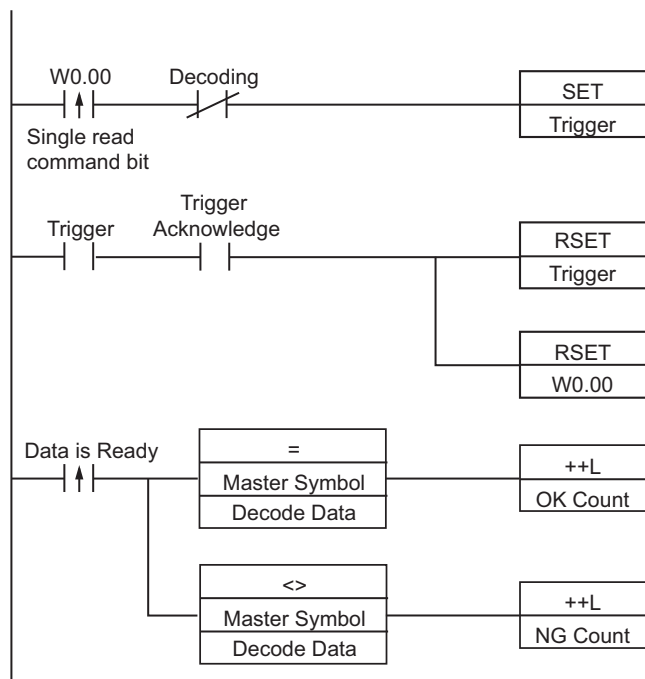 W0.00
Decoding
SET
Trigger
Single read
command bit
Trigger
Trigger
Acknowledge
RSET
Trigger
RSET
W0.00
Data is Ready
=
Master Symbol
Decode Data
++L
OK Count
<>
Master Symbol
Decode Data
++L
NG Count